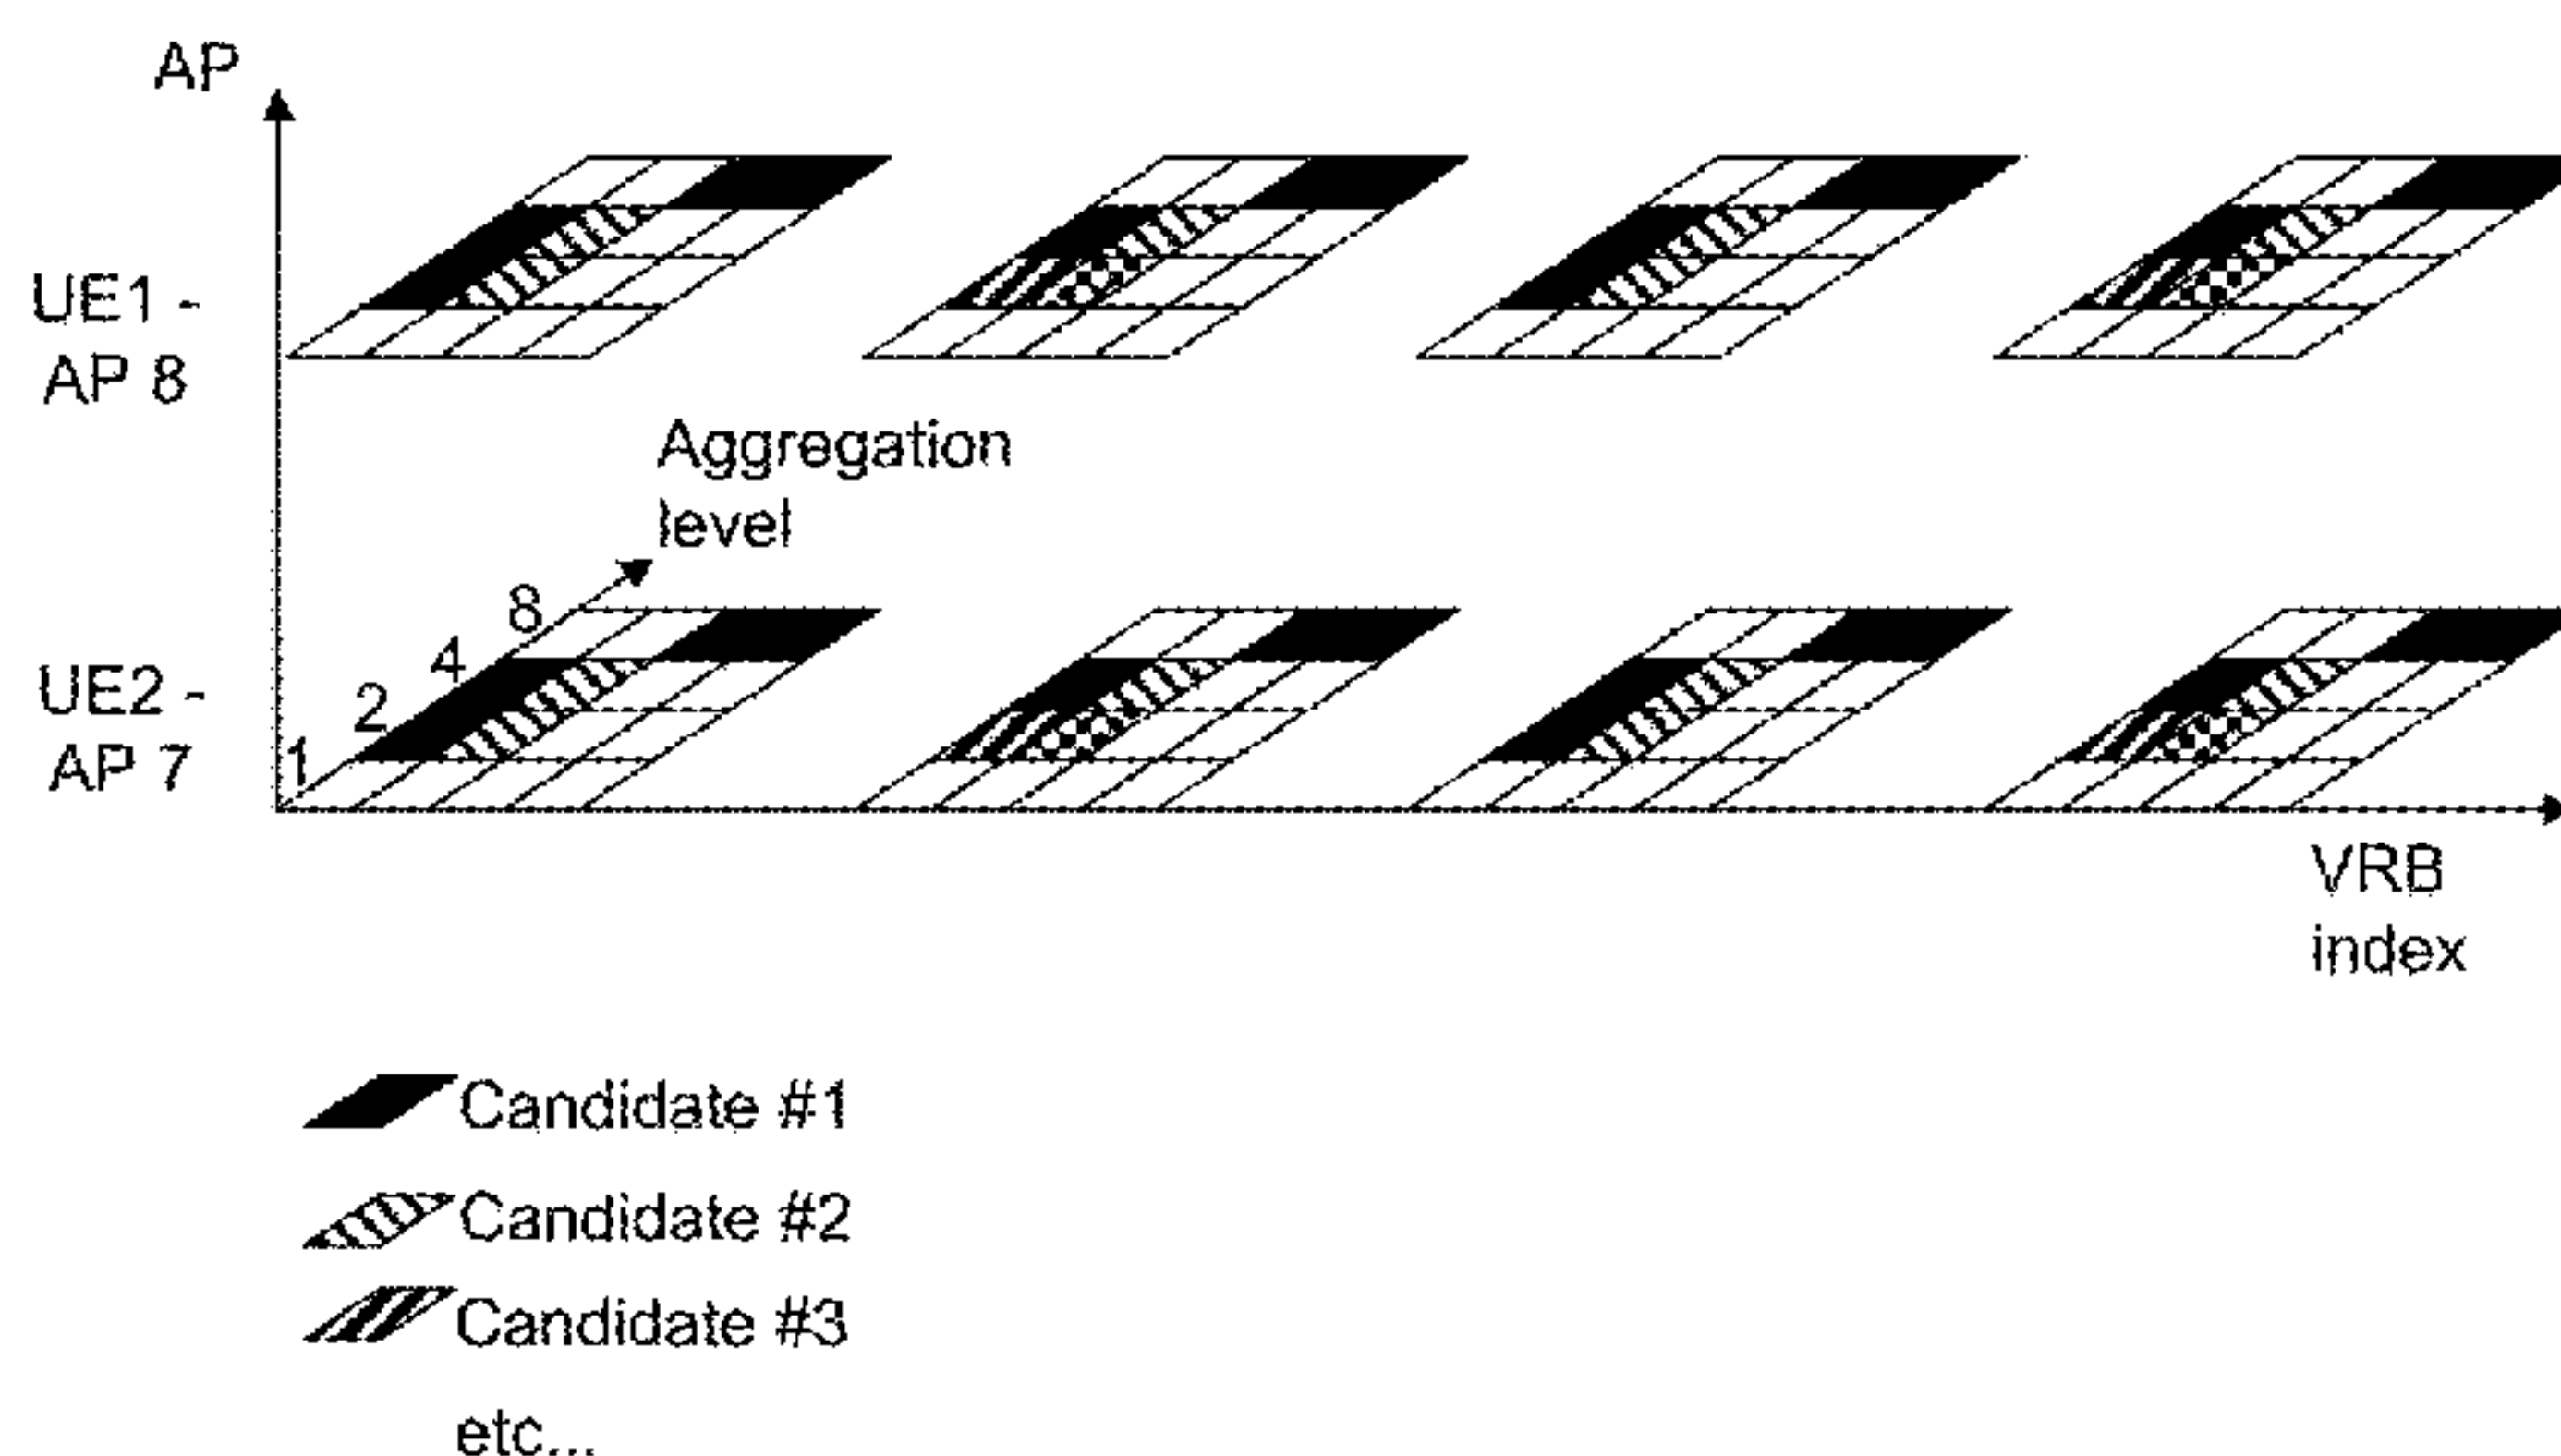 AP
UE1 -
AP 8
Aggregation
level
8
4
2
1
UE2 -
AP 7
VRB
index
Candidate #1
Candidate #2
Candidate #3
etc...